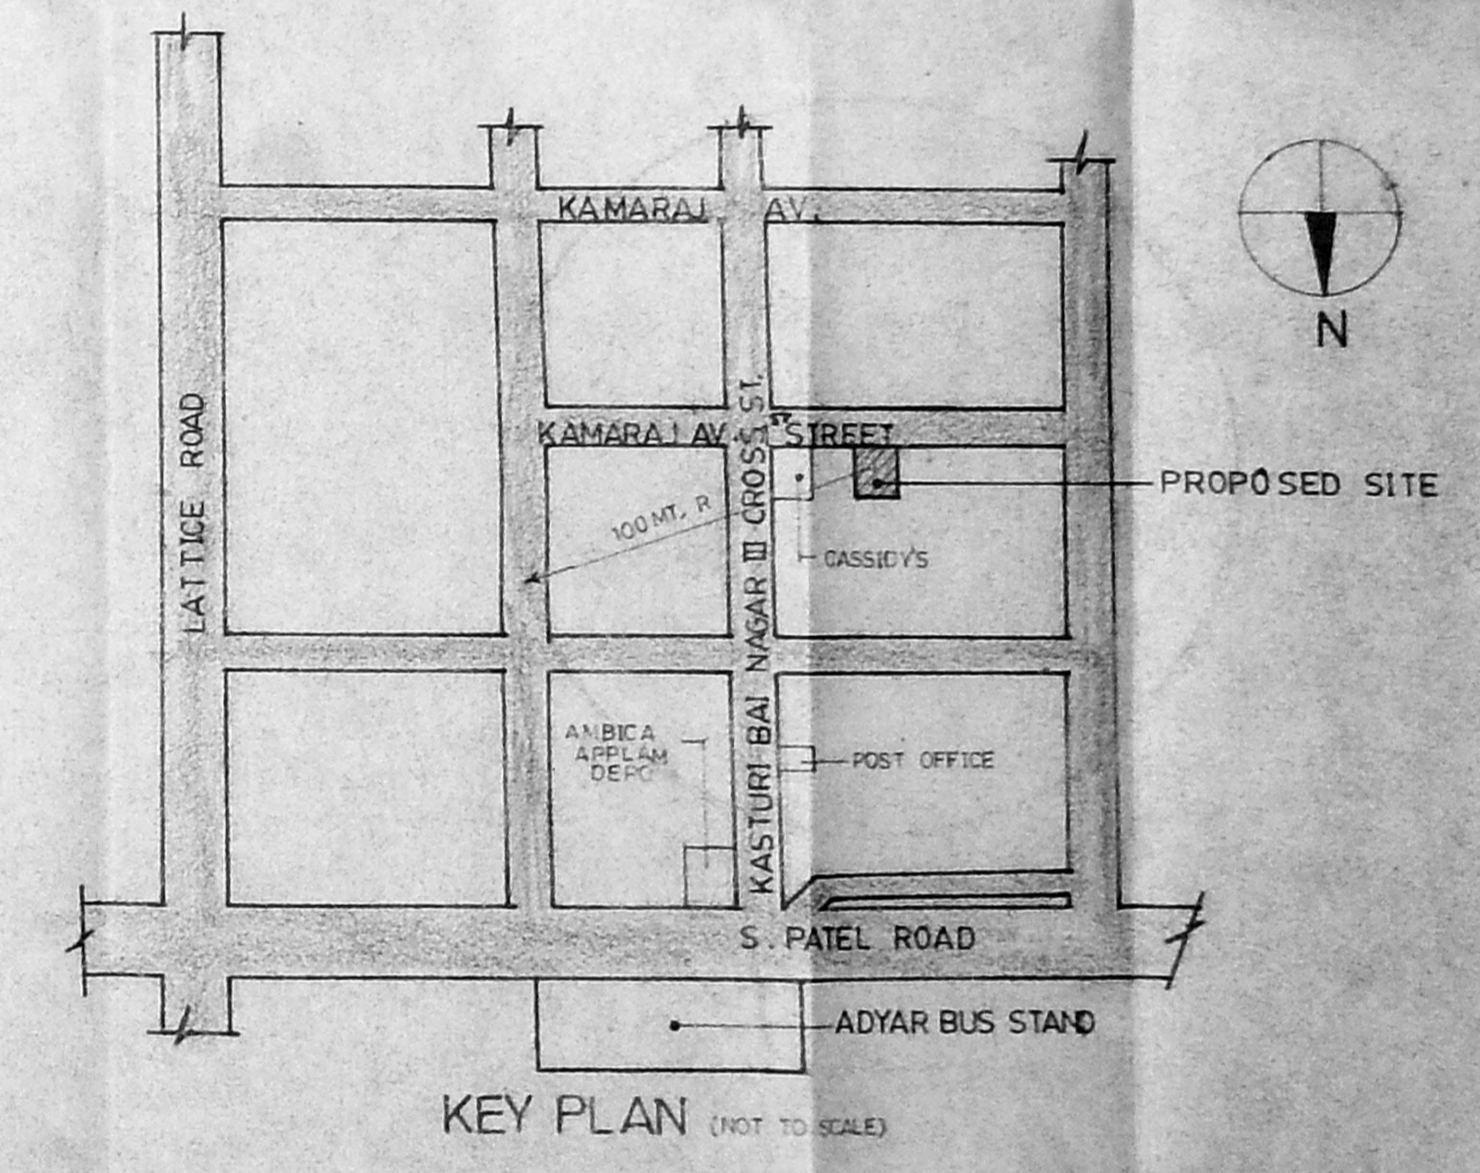 KAMARAJ AV.
N
LATTICE ROAD
KAMARAJ AV. 1ST STREET
KASTURI BAI NAGAR III CROSS ST.
PROPOSED SITE
100 MT. R
CASSIDY'S
AMBICA
APPLAM
DEPO
POST OFFICE
S. PATEL ROAD
ADYAR BUS STAND
KEY PLAN (NOT TO SCALE)